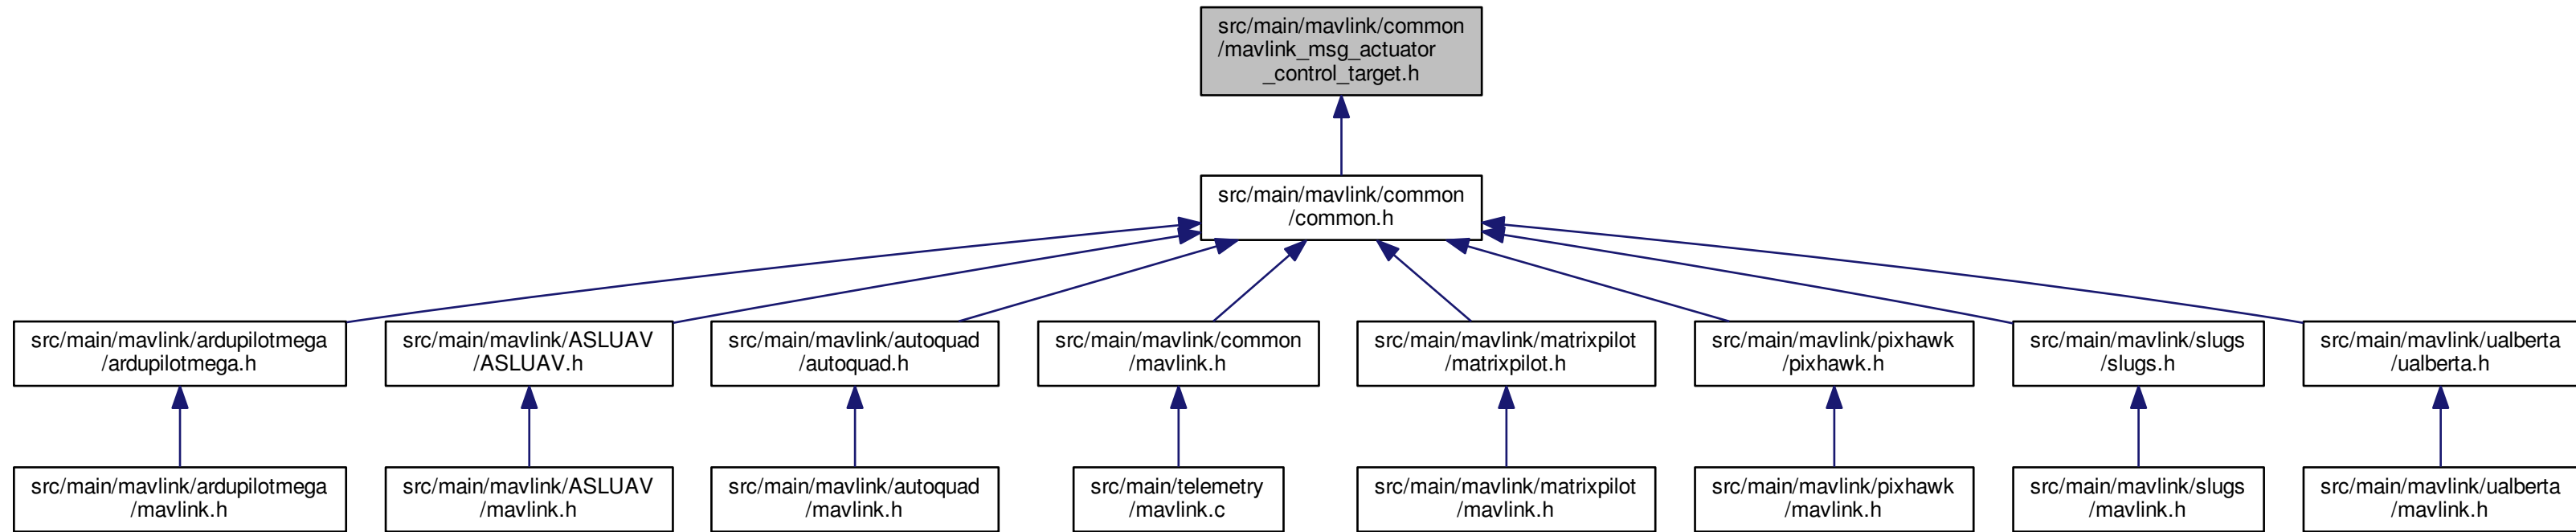 src/main/mavlink/common
/mavlink_msg_actuator
_control_target.h
src/main/mavlink/common
/common.h
src/main/mavlink/ardupilotmega
/ardupilotmega.h
src/main/mavlink/ASLUAV
/ASLUAV.h
src/main/mavlink/autoquad
/autoquad.h
src/main/mavlink/common
/mavlink.h
src/main/mavlink/matrixpilot
/matrixpilot.h
src/main/mavlink/pixhawk
/pixhawk.h
src/main/mavlink/slugs
/slugs.h
src/main/mavlink/ualberta
/ualberta.h
src/main/mavlink/ardupilotmega
/mavlink.h
src/main/mavlink/ASLUAV
/mavlink.h
src/main/mavlink/autoquad
/mavlink.h
src/main/telemetry
/mavlink.c
src/main/mavlink/matrixpilot
/mavlink.h
src/main/mavlink/pixhawk
/mavlink.h
src/main/mavlink/slugs
/mavlink.h
src/main/mavlink/ualberta
/mavlink.h